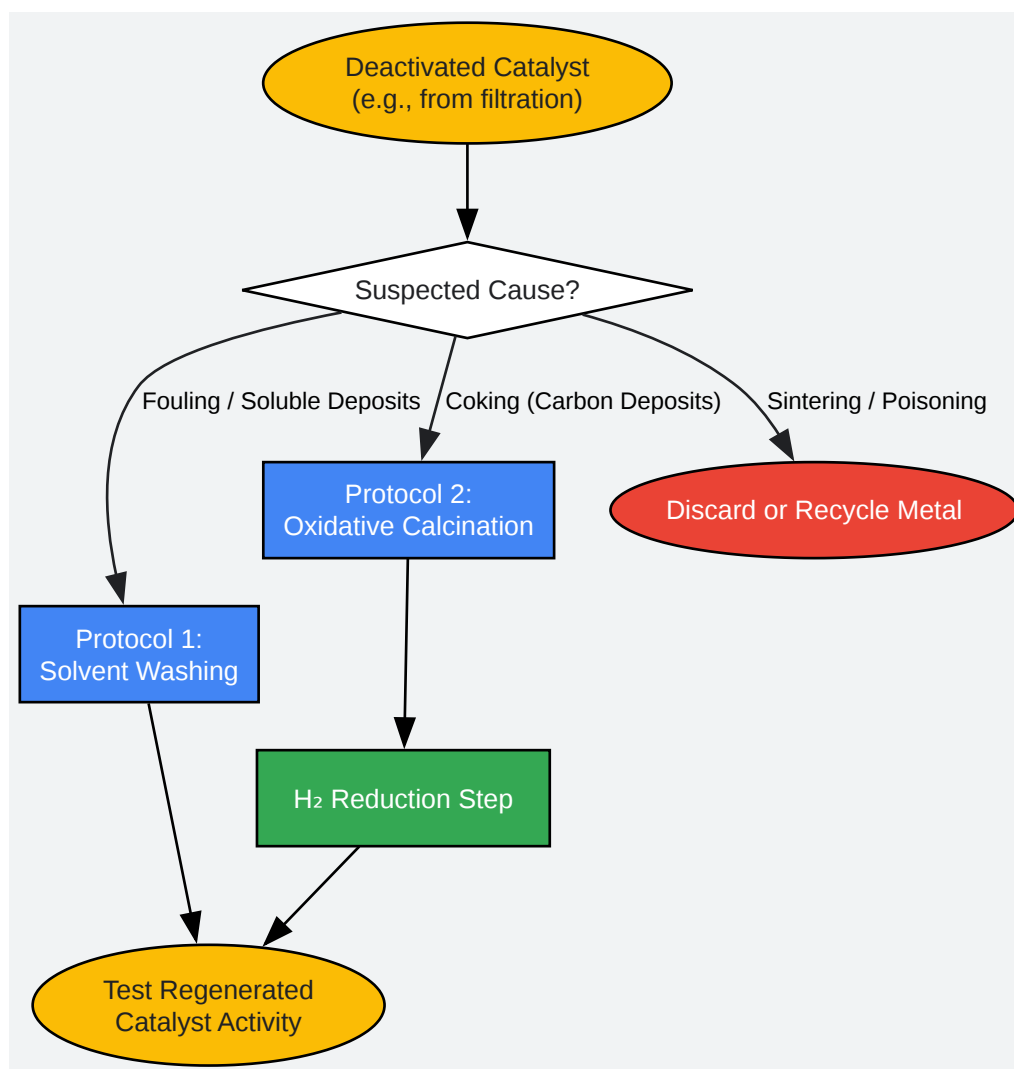 Deactivated Catalyst
(e.g., from filtration)
Suspected Cause?
Fouling / Soluble Deposits
Coking (Carbon Deposits)
Sintering / Poisoning
Protocol 2:
Oxidative Calcination
Discard or Recycle Metal
Protocol 1:
Solvent Washing
H₂ Reduction Step
Test Regenerated
Catalyst Activity